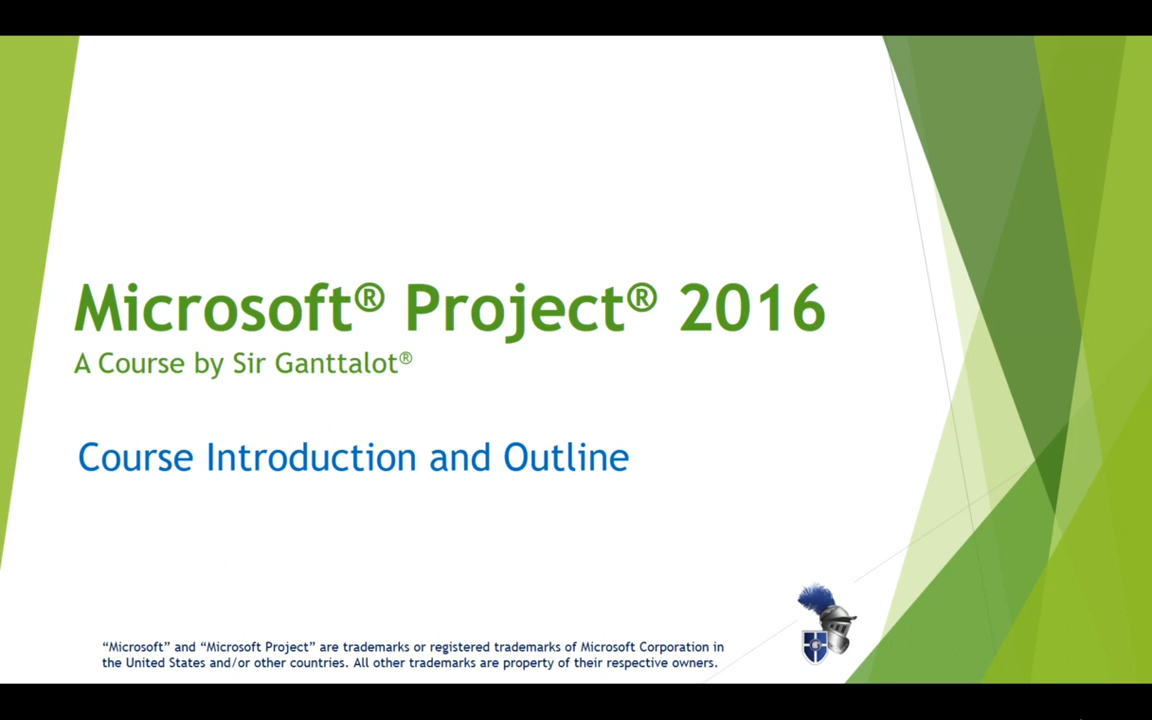 Microsoft® Project® 2016
A Course by Sir Ganttalot®
Course Introduction and Outline
“Microsoft” and “Microsoft Project” are trademarks or registered trademarks of Microsoft Corporation in
the United States and/or other countries. All other trademarks are property of their respective owners.